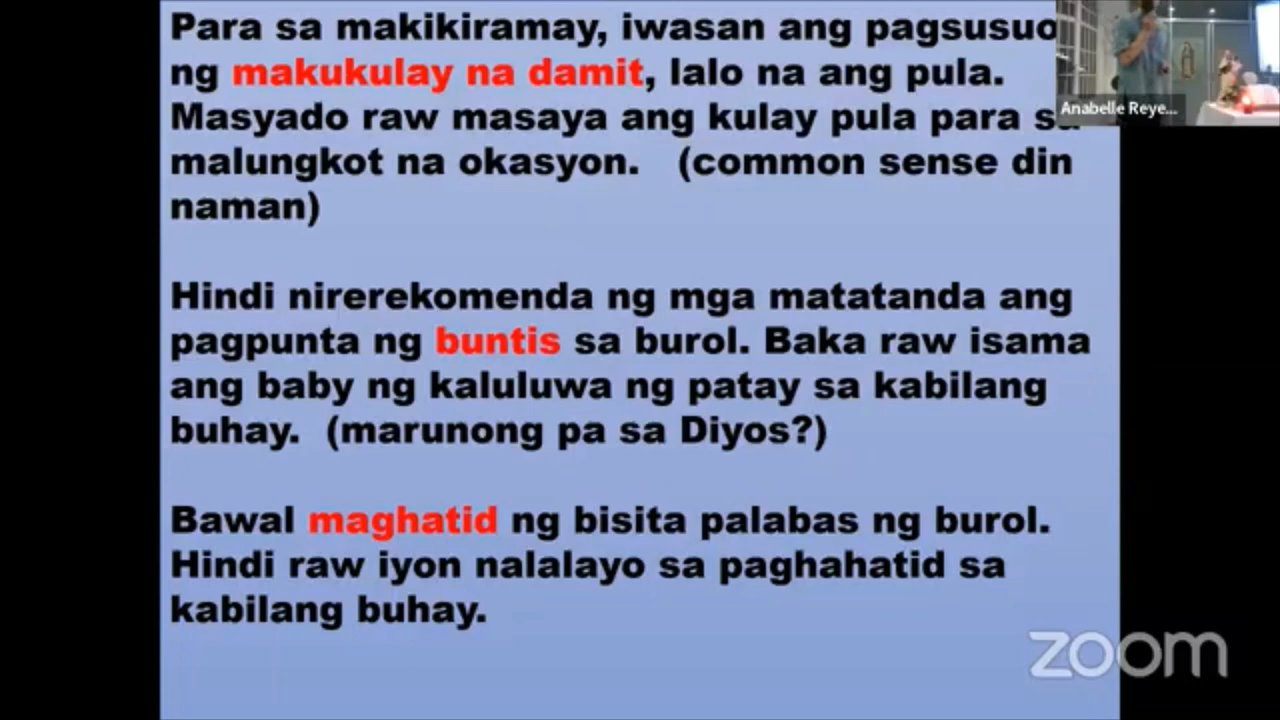 Para sa makikiramay, iwasan ang pagsusuo
ng makukulay na damit, lalo na ang pula.
Masyado raw masaya ang kulay pula para sa
malungkot na okasyon. (common sense din
naman)
Hindi nirerekomenda ng mga matatanda ang
pagpunta ng buntis sa burol. Baka raw isama
ang baby ng kaluluwa ng patay sa kabilang
buhay. (marunong pa sa Diyos?)
Bawal maghatid ng bisita palabas ng burol.
Hindi raw iyon nalalayo sa paghahatid sa
kabilang buhay.
Anabelle Reye...
zoom